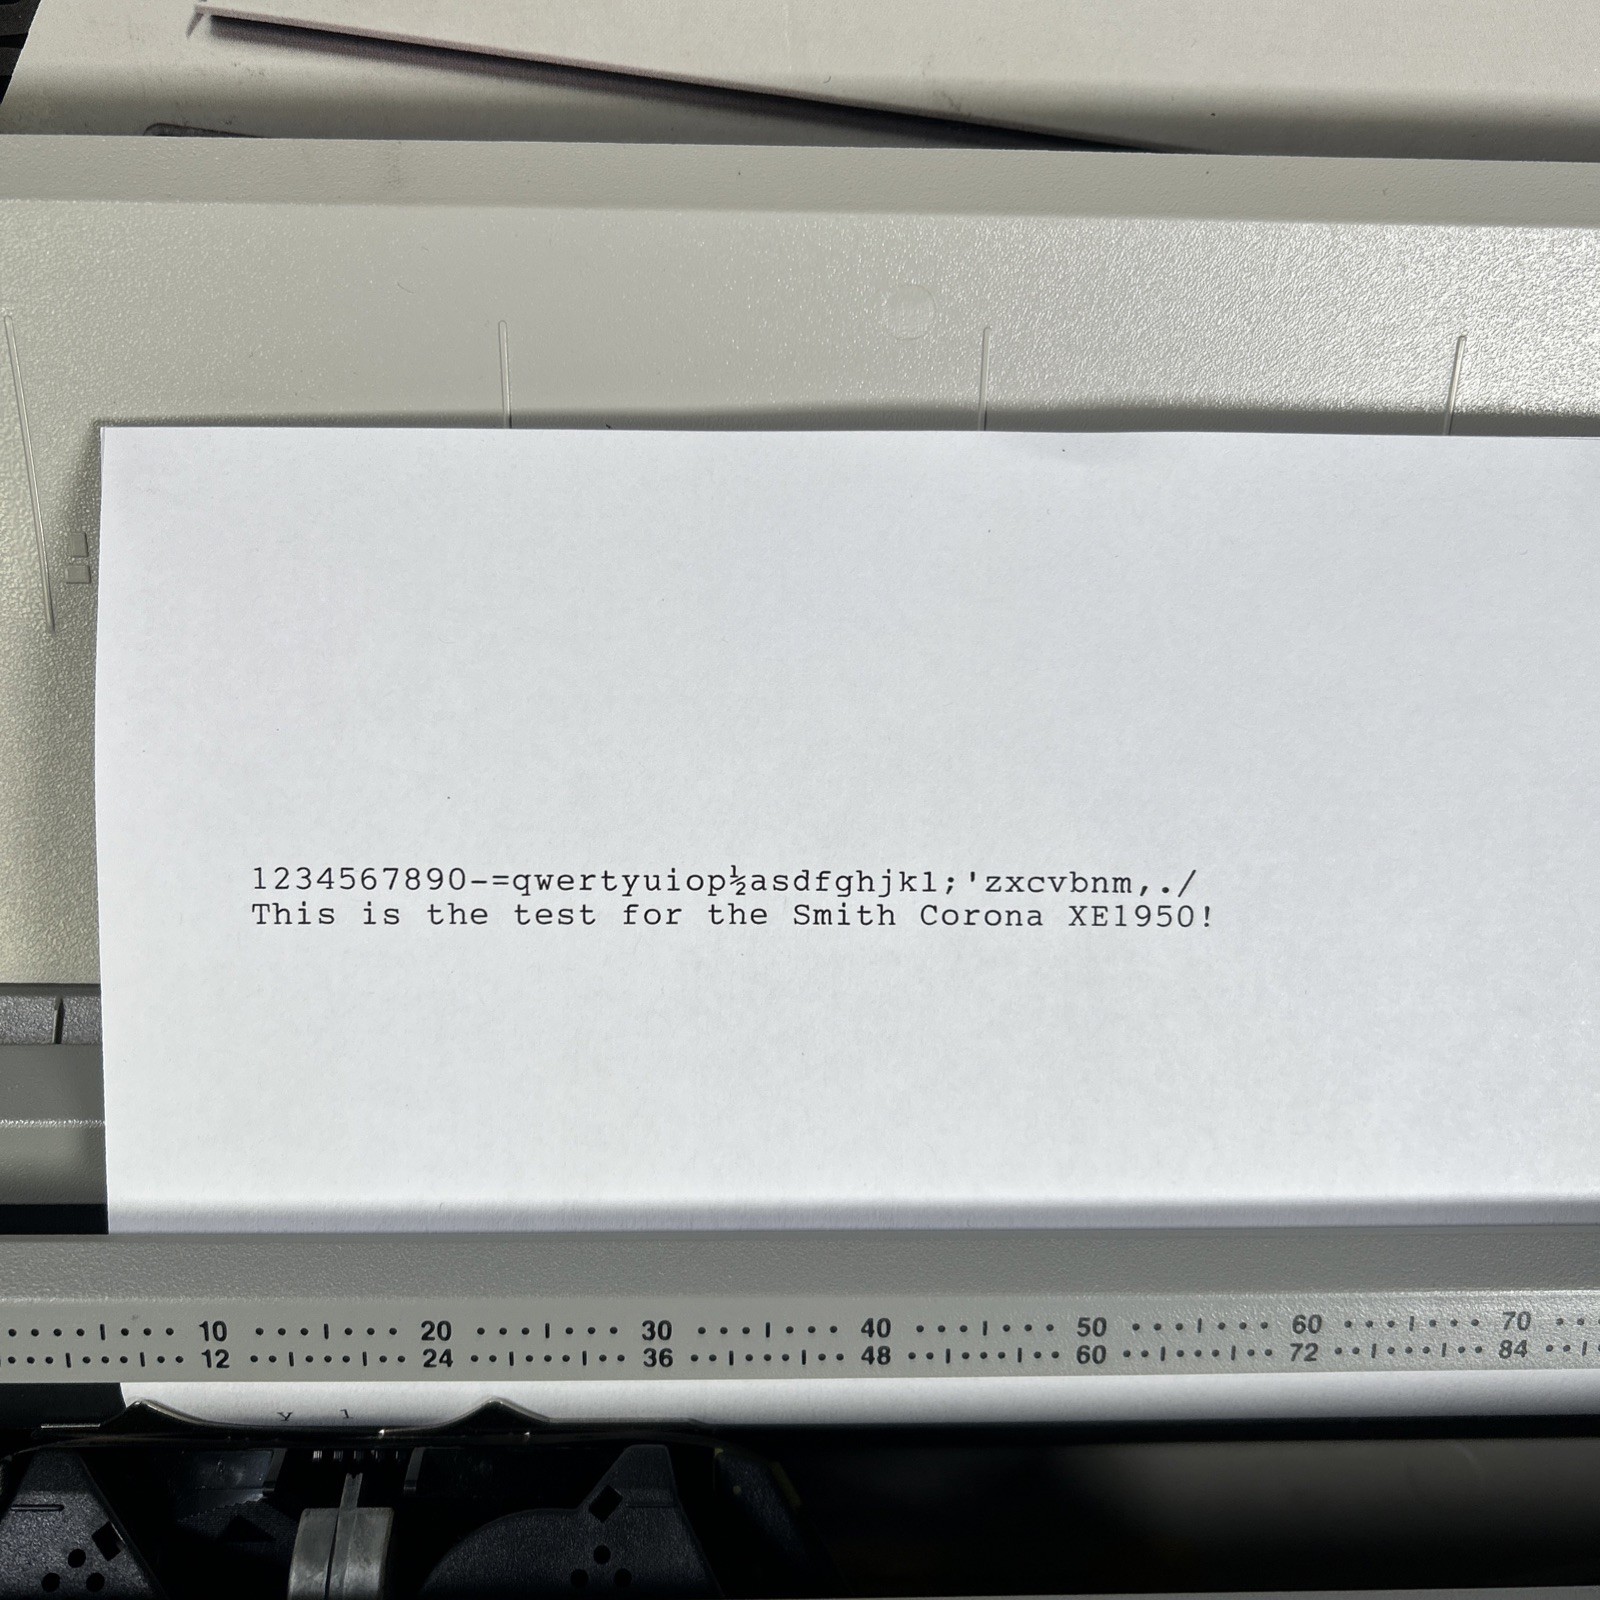 1234567890-=qwertyuiop½asdfghjkl;'zxcvbnm,./
This is the test for the Smith Corona XE1950!
10 20 30 40 50 60 70
12 24 36 48 60 72 84
y 1